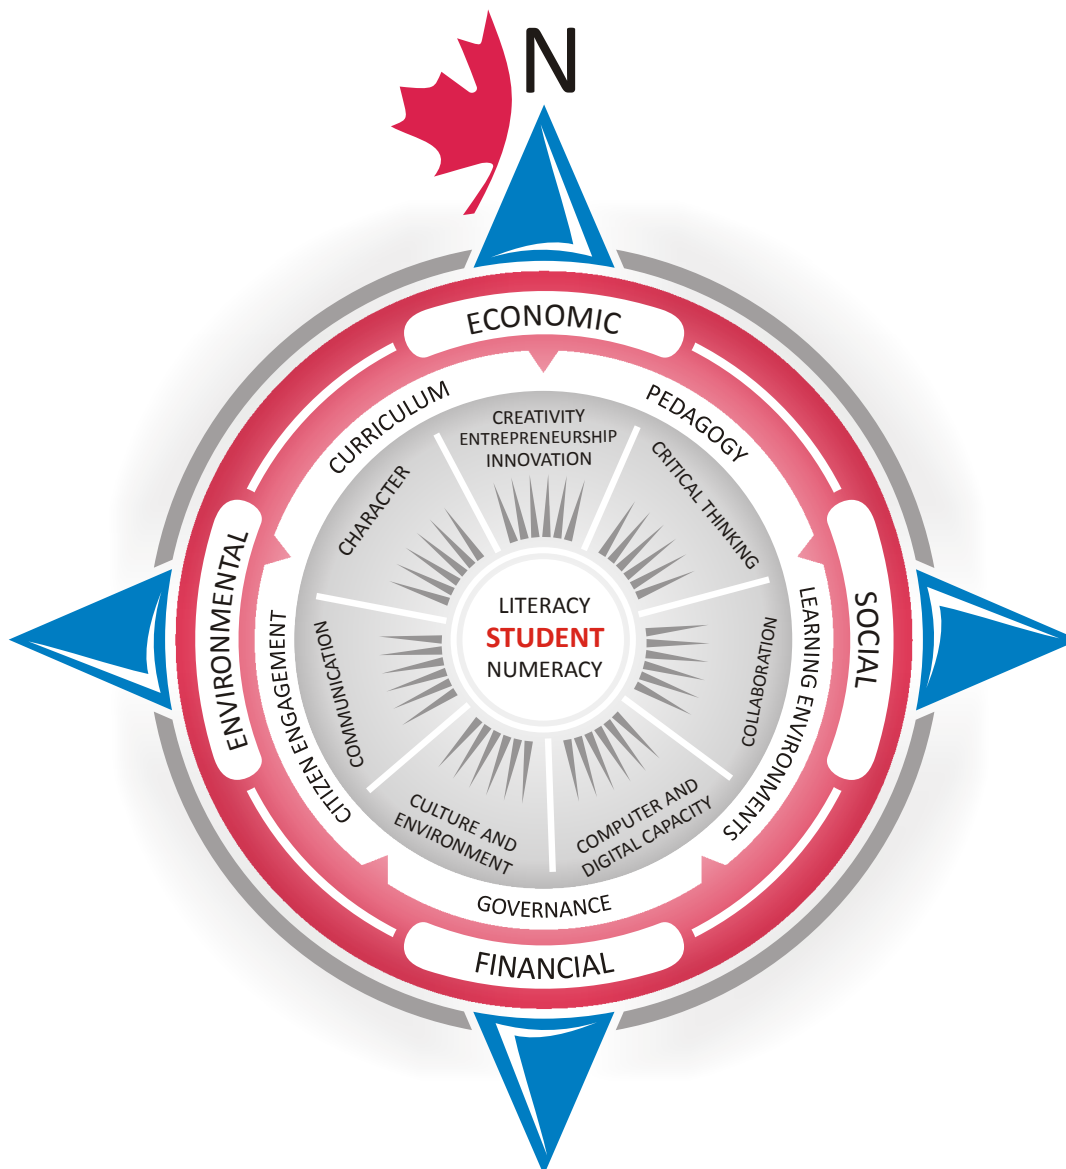 N
ECONOMIC
SOCIAL
FINANCIAL
ENVIRONMENTAL
CURRICULUM
PEDAGOGY
LEARNING ENVIRONMENTS
GOVERNANCE
CITIZEN ENGAGEMENT
CREATIVITY
ENTREPRENEURSHIP
INNOVATION
CRITICAL THINKING
COLLABORATION
COMPUTER AND
DIGITAL CAPACITY
CULTURE AND
ENVIRONMENT
COMMUNICATION
CHARACTER
LITERACY
STUDENT
NUMERACY